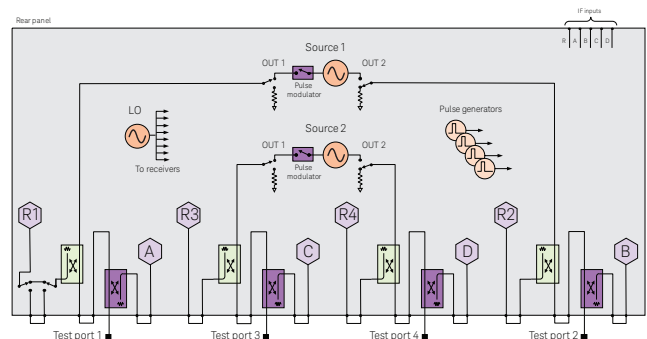 IF inputs
Rear panel
R A B C D
Source 1
OUT 1 OUT 2
Pulse
modulator
LO
To receivers
Pulse generators
Source 2
OUT 1 OUT 2
Pulse
modulator
R1 R3 R4 R2
A C D B
Test port 1 Test port 3 Test port 4 Test port 2